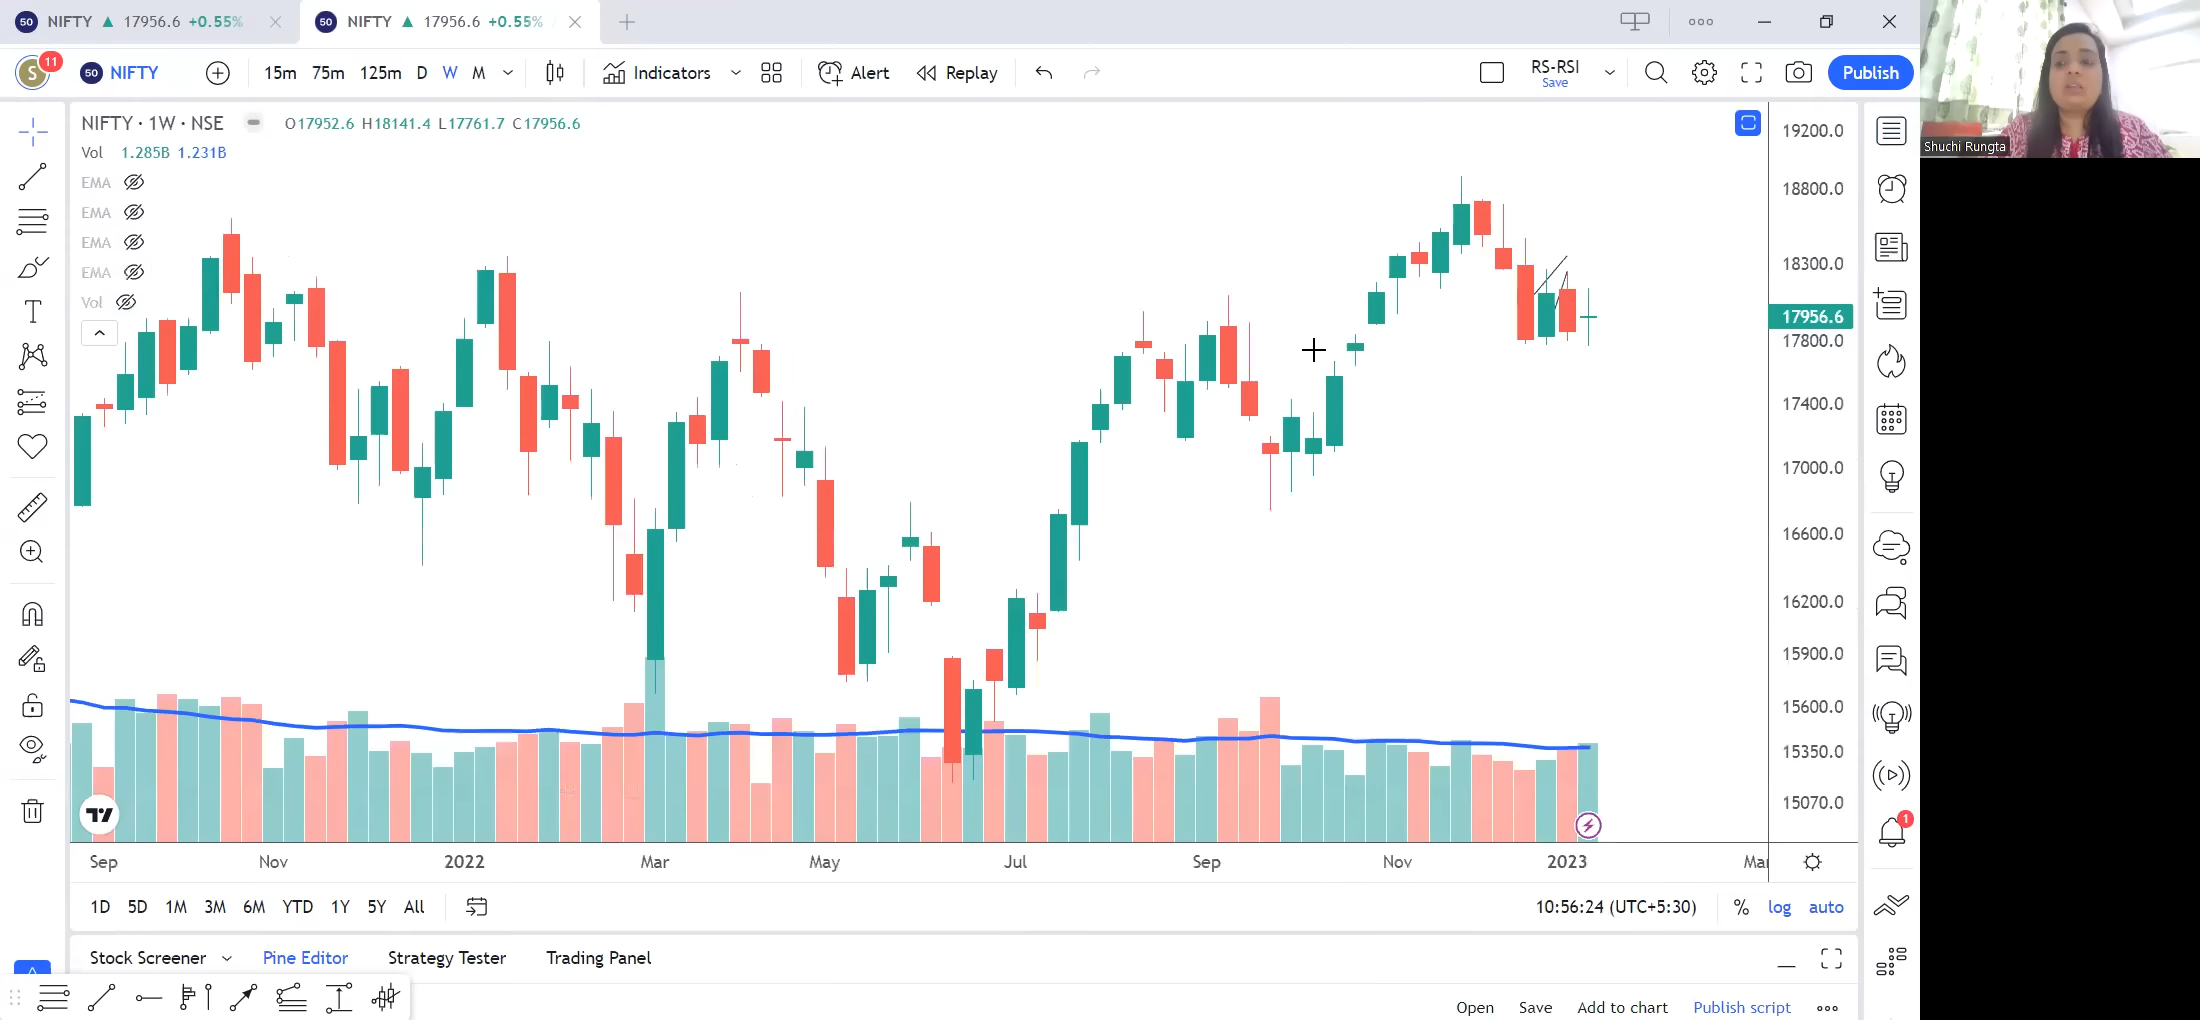 50 NIFTY ▲ 17956.6 +0.55%
50 NIFTY ▲ 17956.6 +0.55% /
S 11 50 NIFTY 15m 75m 125m D W M Indicators Alert Replay RS-RSI Save Publish
NIFTY · 1W · NSE O17952.6 H18141.4 L17761.7 C17956.6
Vol 1.285B 1.231B
EMA
EMA
EMA
EMA
Vol
19200.0
18800.0
18300.0
17956.6
17800.0
17400.0
17000.0
16600.0
16200.0
15900.0
15600.0
15350.0
15070.0
Sep Nov 2022 Mar May Jul Sep Nov 2023 Mar
1D 5D 1M 3M 6M YTD 1Y 5Y All 10:56:24 (UTC+5:30) % log auto
Stock Screener Pine Editor Strategy Tester Trading Panel
Open Save Add to chart Publish script
1
Shuchi Rungta